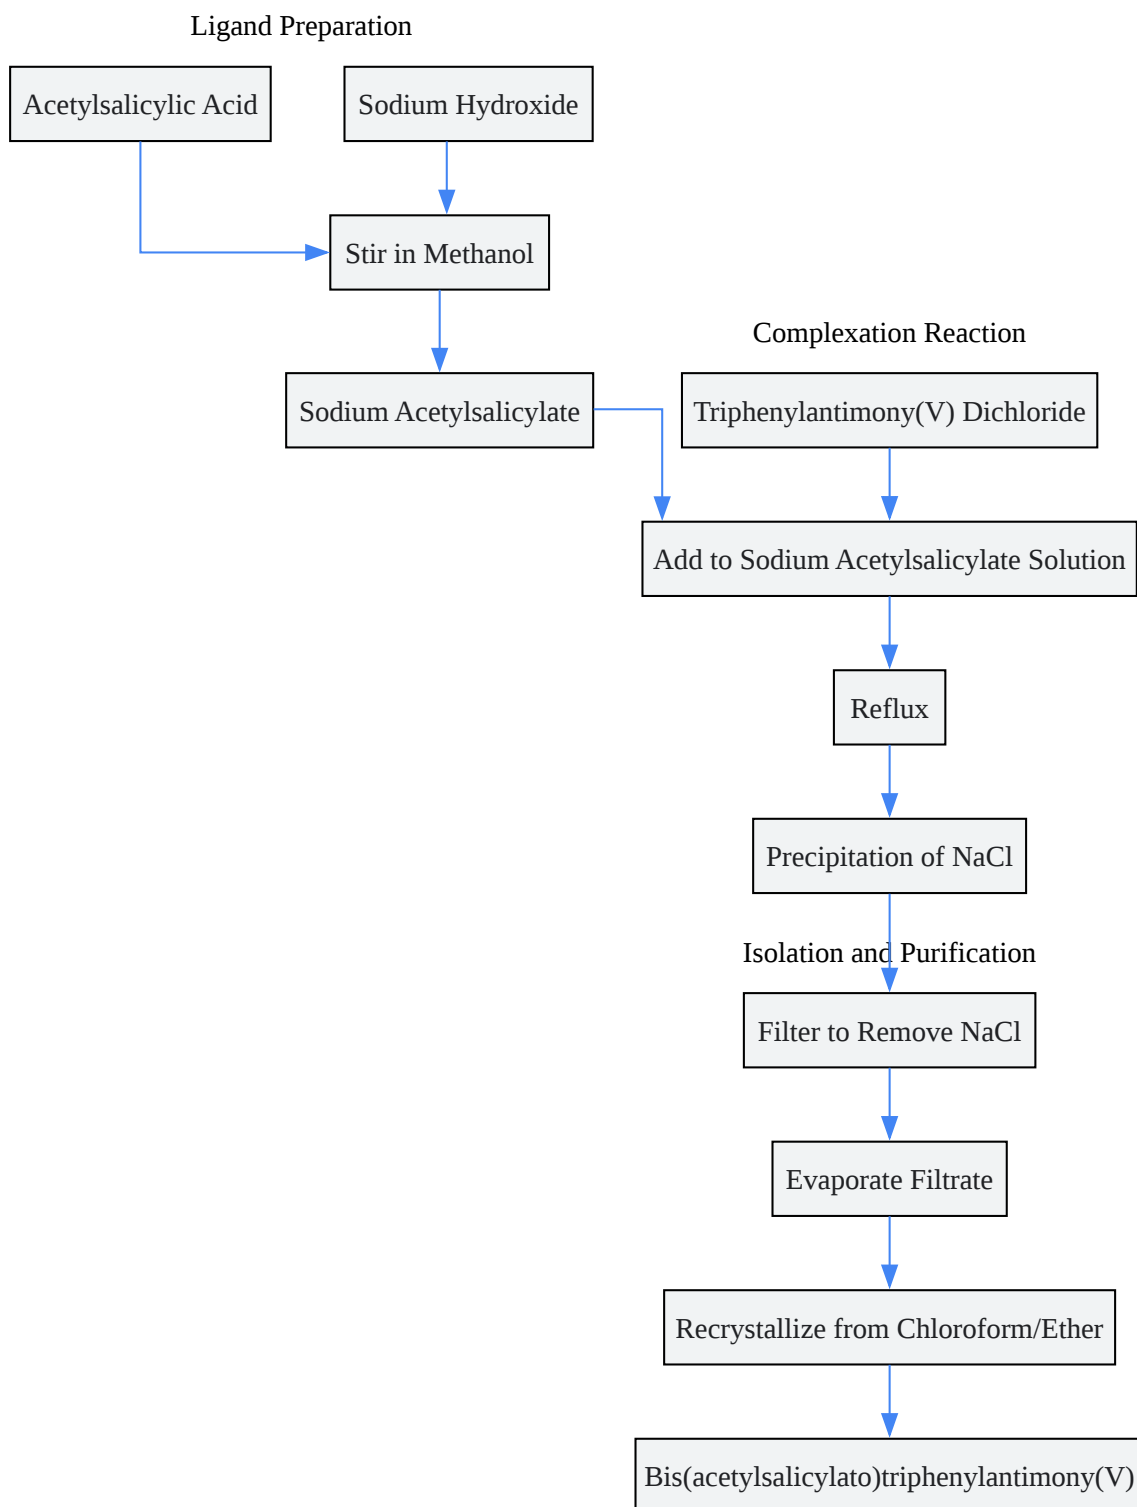 Ligand Preparation
Acetylsalicylic Acid
Sodium Hydroxide
Stir in Methanol
Sodium Acetylsalicylate
Complexation Reaction
Triphenylantimony(V) Dichloride
Add to Sodium Acetylsalicylate Solution
Reflux
Precipitation of NaCl
Isolation and Purification
Filter to Remove NaCl
Evaporate Filtrate
Recrystallize from Chloroform/Ether
Bis(acetylsalicylato)triphenylantimony(V)